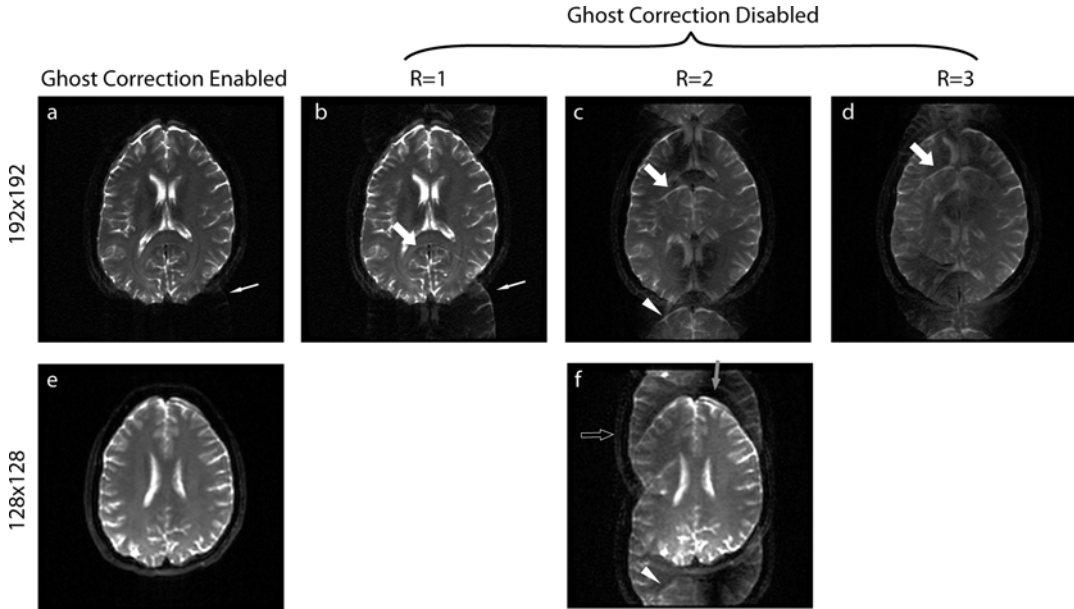 Ghost Correction Disabled
Ghost Correction Enabled R=1 R=2 R=3
192x192
a b c d
128x128
e f